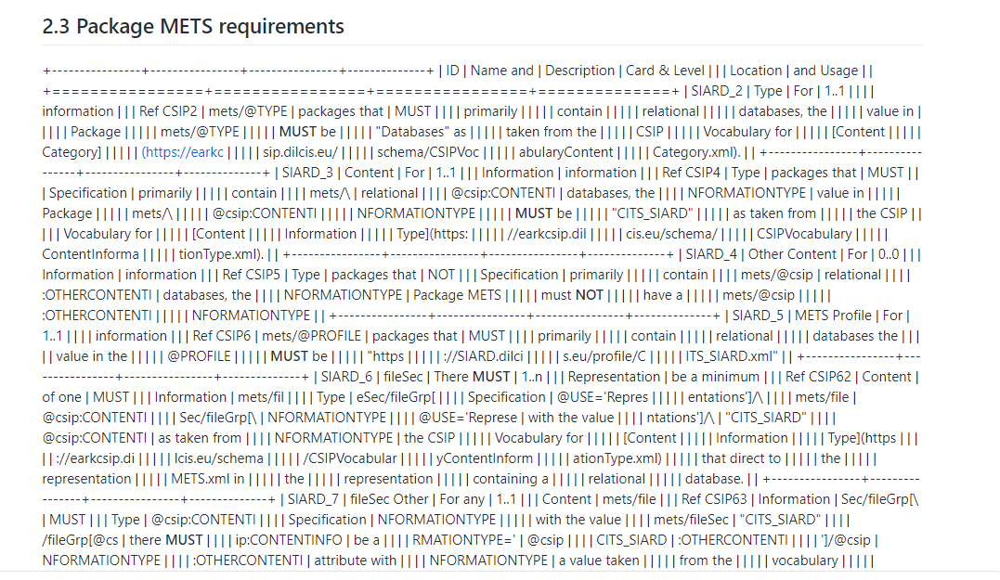 2.3 Package METS requirements
+----------------+----------------+----------------+--------------+ | ID | Name and | Description | Card & Level | | | Location | and Usage | |
+================+================+================+==============+ | SIARD_2 | Type | For | 1..1 | | | |
information | | | Ref CSIP2 | mets/@TYPE | packages that | MUST | | | | primarily | | | | | contain | | | | | relational | | | | | databases, the | | | | | value in |
| | | | Package | | | | | mets/@TYPE | | | | | MUST be | | | | | "Databases" as | | | | | taken from the | | | | | CSIP | | | | | Vocabulary for | | | | | [Content | | | | |
Category] | | | | | (https://earkc | | | | | sip.dilcis.eu/ | | | | | schema/CSIPVoc | | | | | abularyContent | | | | | Category.xml). | | +----------------+----------
------+----------------+--------------+ | SIARD_3 | Content | For | 1..1 | | | Information | information | | | Ref CSIP4 | Type | packages that | MUST | |
| Specification | primarily | | | | | contain | | | | mets/\ | relational | | | | @csip:CONTENTI | databases, the | | | | NFORMATIONTYPE | value in | | | | |
Package | | | | | mets/\ | | | | | @csip:CONTENTI | | | | | NFORMATIONTYPE | | | | | MUST be | | | | | "CITS_SIARD" | | | | | as taken from | | | | | the CSIP | |
| | | Vocabulary for | | | | | [Content | | | | | Information | | | | | Type](https: | | | | | //earkcsip.dil | | | | | cis.eu/schema/ | | | | | CSIPVocabulary | | | | |
ContentInforma | | | | | tionType.xml). | | +----------------+----------------+----------------+--------------+ | SIARD_4 | Other Content | For | 0..0 | | |
Information | information | | | Ref CSIP5 | Type | packages that | NOT | | | Specification | primarily | | | | | contain | | | | mets/@csip | relational | | | |
:OTHERCONTENTI | databases, the | | | | NFORMATIONTYPE | Package METS | | | | | must NOT | | | | | have a | | | | | mets/@csip | | | | |
:OTHERCONTENTI | | | | | NFORMATIONTYPE | | +----------------+----------------+----------------+--------------+ | SIARD_5 | METS Profile | For |
1..1 | | | | information | | | Ref CSIP6 | mets/@PROFILE | packages that | MUST | | | | primarily | | | | | contain | | | | | relational | | | | | databases the | | |
| | value in the | | | | | @PROFILE | | | | | MUST be | | | | | "https | | | | | ://SIARD.dilci | | | | | s.eu/profile/C | | | | | ITS_SIARD.xml" | | +----------------+---
-------------+----------------+--------------+ | SIARD_6 | fileSec | There MUST | 1..n | | | Representation | be a minimum | | | Ref CSIP62 | Content |
of one | MUST | | | Information | mets/fil | | | | Type | eSec/fileGrp[ | | | | Specification | @USE='Repres | | | | | entations']/\ | | | | mets/file |
@csip:CONTENTI | | | | Sec/fileGrp[\ | NFORMATIONTYPE | | | | @USE='Represe | with the value | | | | ntations']/\ | "CITS_SIARD" | | | |
@csip:CONTENTI | as taken from | | | | NFORMATIONTYPE | the CSIP | | | | | Vocabulary for | | | | | [Content | | | | | Information | | | | | Type](https | | |
| | ://earkcsip.di | | | | | lcis.eu/schema | | | | | /CSIPVocabular | | | | | yContentInform | | | | | ationType.xml) | | | | | that direct to | | | | | the | | | | |
representation | | | | | METS.xml in | | | | | the | | | | | representation | | | | | containing a | | | | | relational | | | | | database. | | +----------------+---------
-------+----------------+--------------+ | SIARD_7 | fileSec Other | For any | 1..1 | | | Content | mets/file | | | Ref CSIP63 | Information | Sec/fileGrp[\
| MUST | | | Type | @csip:CONTENTI | | | | Specification | NFORMATIONTYPE | | | | | with the value | | | | mets/fileSec | "CITS_SIARD" | | | |
/fileGrp[@cs | there MUST | | | | ip:CONTENTINFO | be a | | | | RMATIONTYPE=' | @csip | | | | CITS_SIARD | :OTHERCONTENTI | | | | ']/@csip |
NFORMATIONTYPE | | | | :OTHERCONTENTI | attribute with | | | | NFORMATIONTYPE | a value taken | | | | | from the | | | | | vocabulary | | | | |